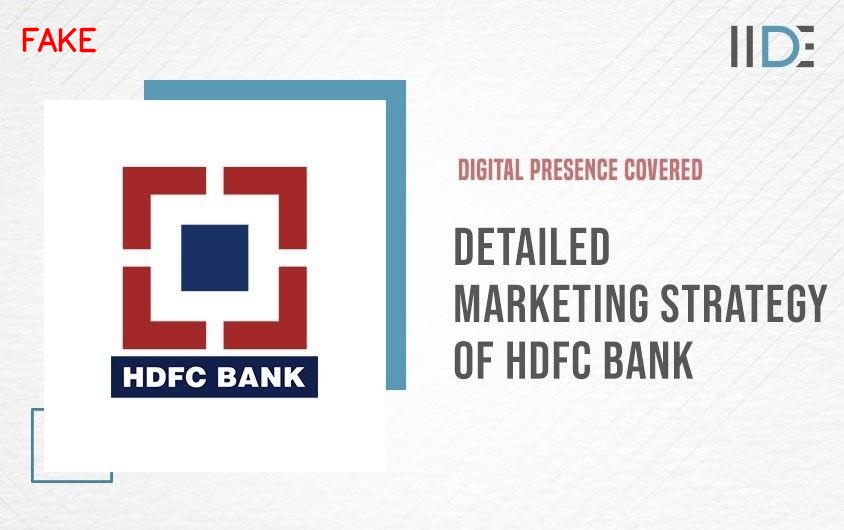 FAKE
IIDE
DIGITAL PRESENCE COVERED
DETAILED
MARKETING STRATEGY
OF HDFC BANK
HDFC BANK